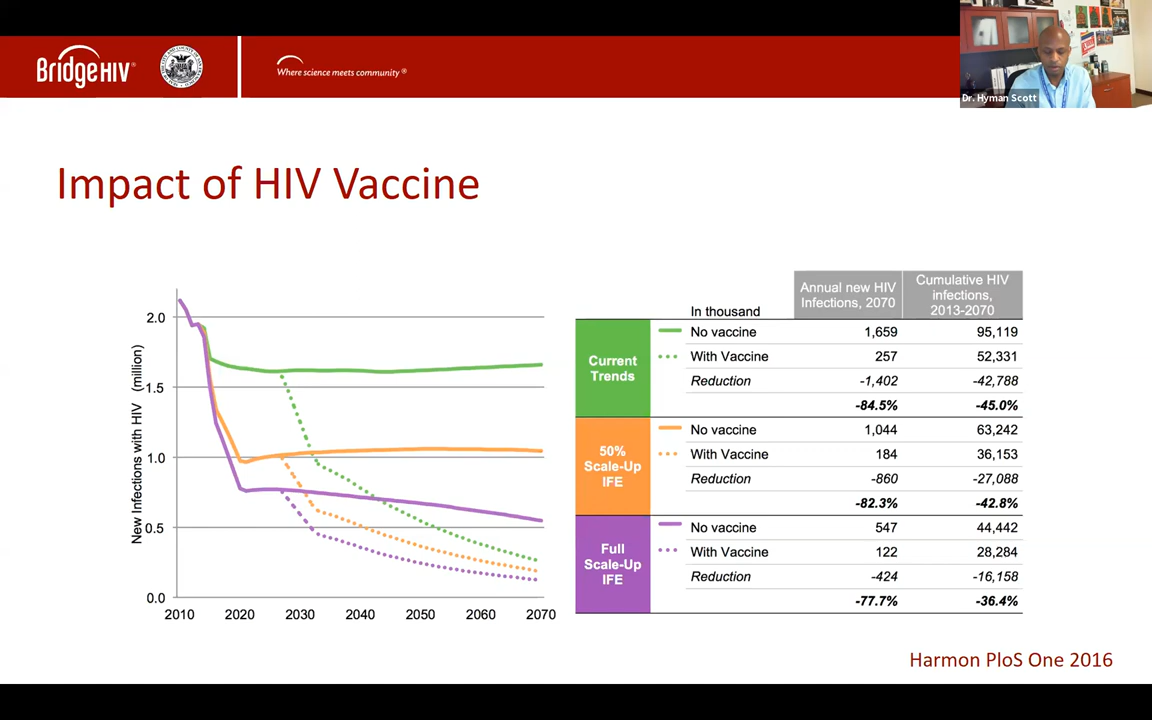 BridgeHIV®
Where science meets community®
Dr. Hyman Scott
Impact of HIV Vaccine
New Infections with HIV (million)
2.0
1.5
1.0
0.5
0.0
2010 2020 2030 2040 2050 2060 2070
In thousand Annual new HIV Infections, 2070 Cumulative HIV infections, 2013-2070
Current Trends
No vaccine 1,659 95,119
With Vaccine 257 52,331
Reduction -1,402 -42,788
-84.5% -45.0%
50% Scale-Up IFE
No vaccine 1,044 63,242
With Vaccine 184 36,153
Reduction -860 -27,088
-82.3% -42.8%
Full Scale-Up IFE
No vaccine 547 44,442
With Vaccine 122 28,284
Reduction -424 -16,158
-77.7% -36.4%
Harmon PloS One 2016